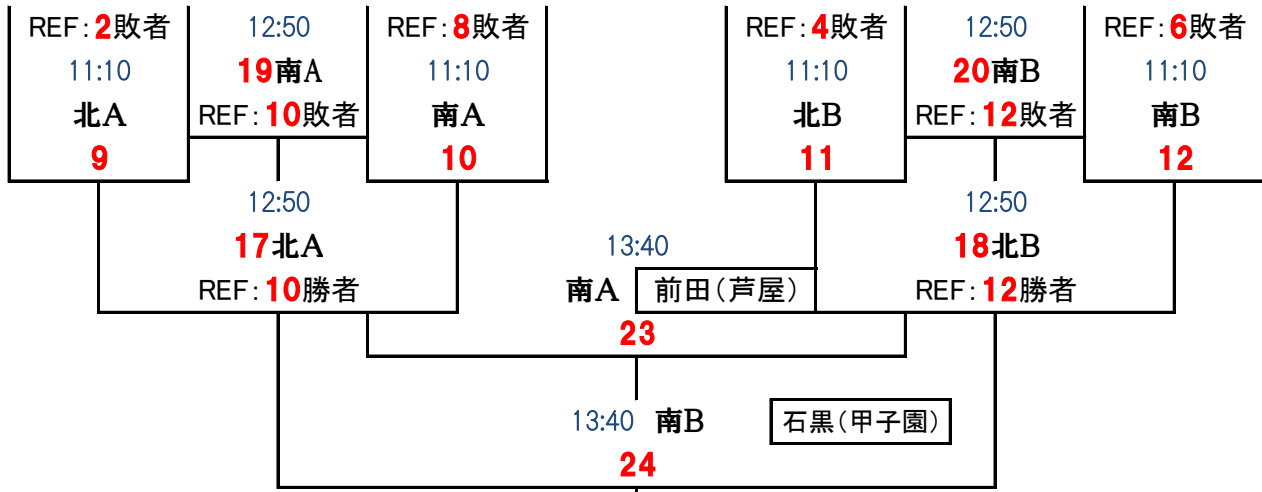 REF:2敗者 12:50 REF:8敗者 REF:4敗者 12:50 REF:6敗者
11:10 19南A 11:10 11:10 20南B 11:10
北A REF:10敗者 南A 北B REF:12敗者 南B
9 10 11 12
12:50 12:50
17北A 13:40 18北B
REF:10勝者 南A 前田(芦屋) REF:12勝者
23
13:40 南B 石黒(甲子園)
24